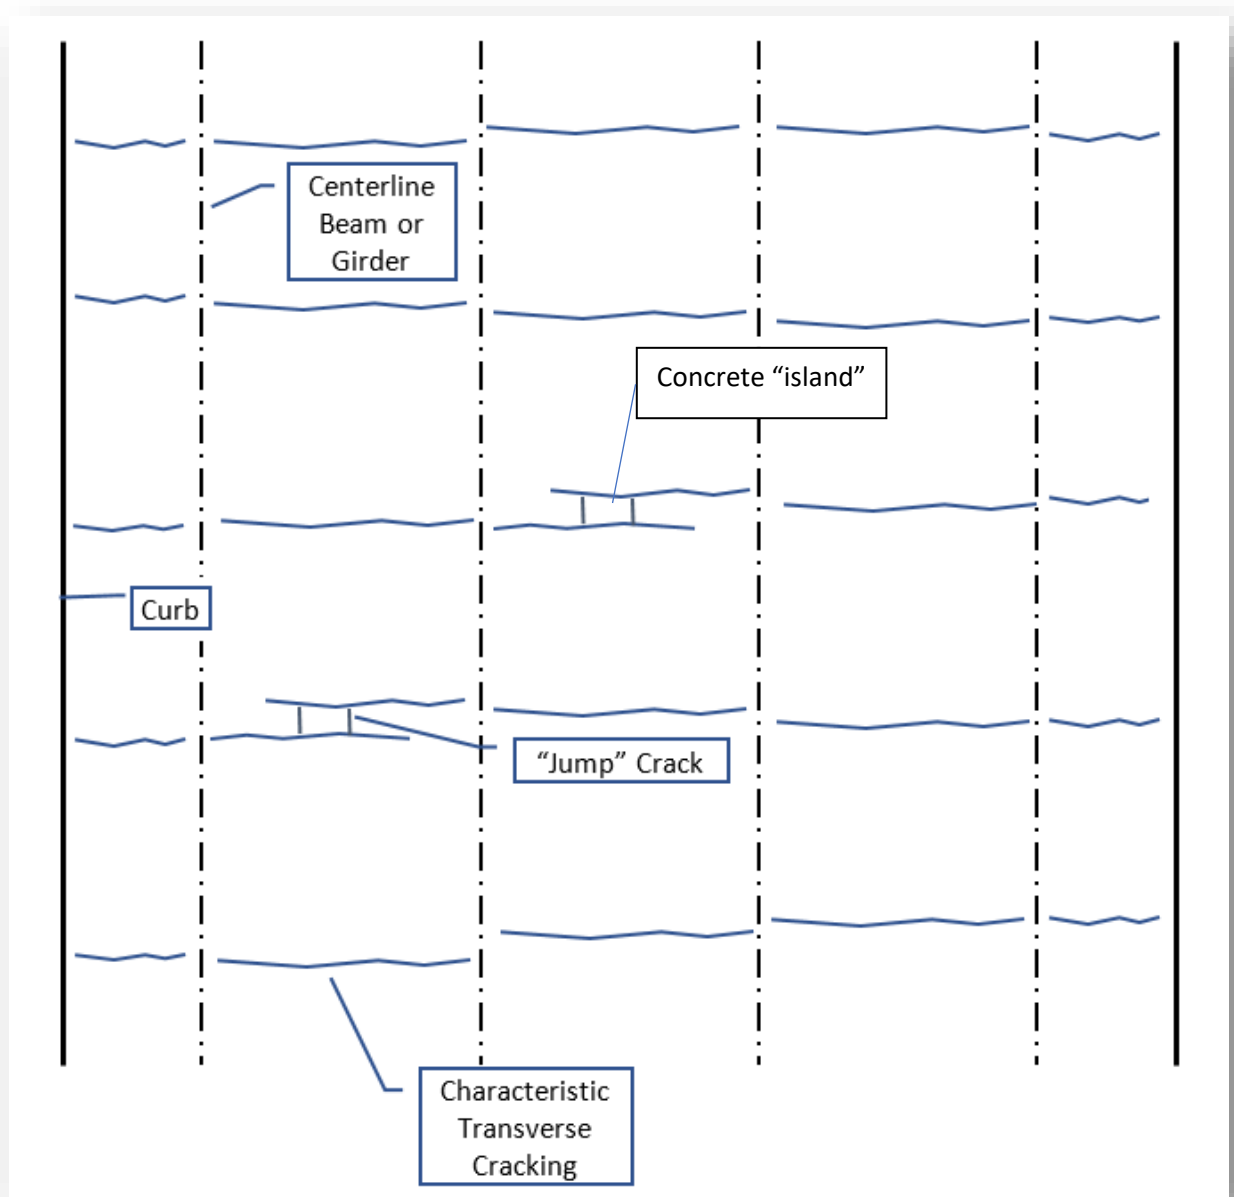 Centerline
Beam or
Girder
Concrete “island”
Curb
“Jump” Crack
Characteristic
Transverse
Cracking